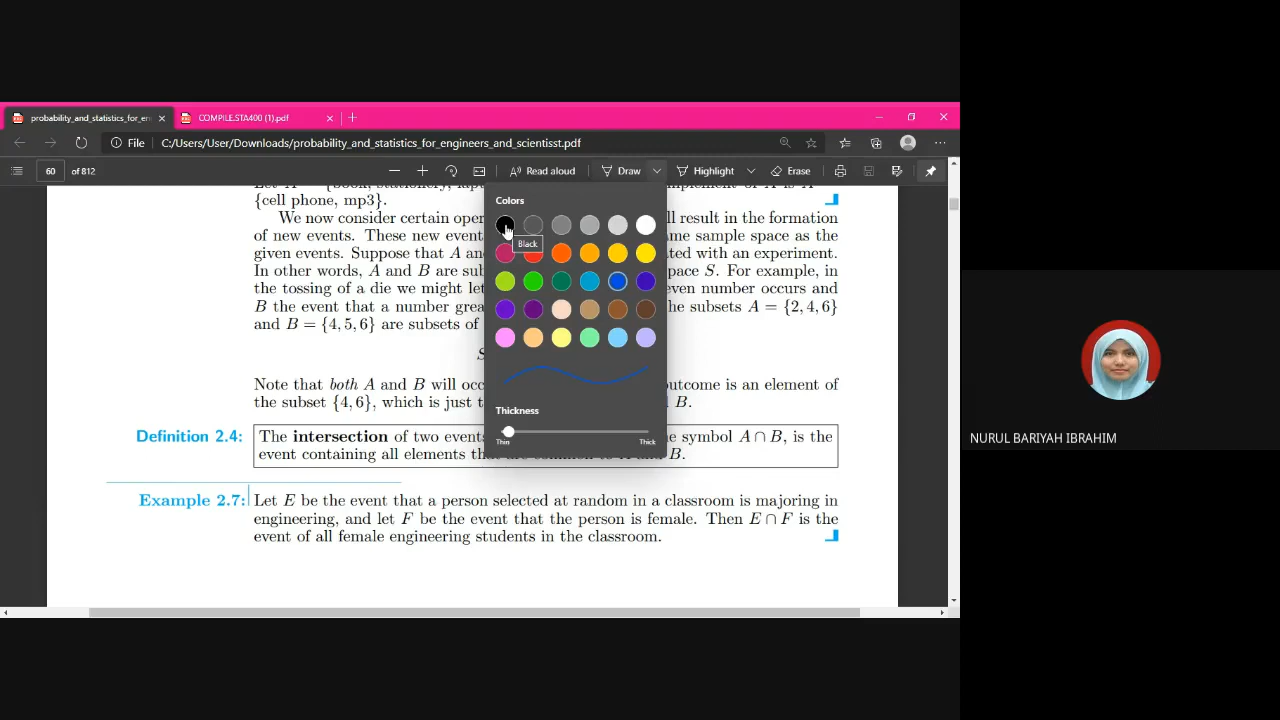 probability_and_statistics_for_en
COMPILE.STA400 (1).pdf
File C:/Users/User/Downloads/probability_and_statistics_for_engineers_and_scientisst.pdf
60 of 812 Read aloud Draw Highlight Erase
{cell phone, mp3}.
Colors
We now consider certain oper ll result in the formation
of new events. These new event me sample space as the
Black
given events. Suppose that A an ted with an experiment.
In other words, A and B are sub pace S. For example, in
the tossing of a die we might let even number occurs and
B the event that a number grea he subsets A = {2, 4, 6}
and B = {4, 5, 6} are subsets of
S
Note that both A and B will occ outcome is an element of
the subset {4, 6}, which is just t B.
Thickness
Definition 2.4: The intersection of two events e symbol A ∩ B, is the
Thin Thick
event containing all elements that are common to A and B.
Example 2.7: Let E be the event that a person selected at random in a classroom is majoring in
engineering, and let F be the event that the person is female. Then E ∩ F is the
event of all female engineering students in the classroom.
NURUL BARIYAH IBRAHIM